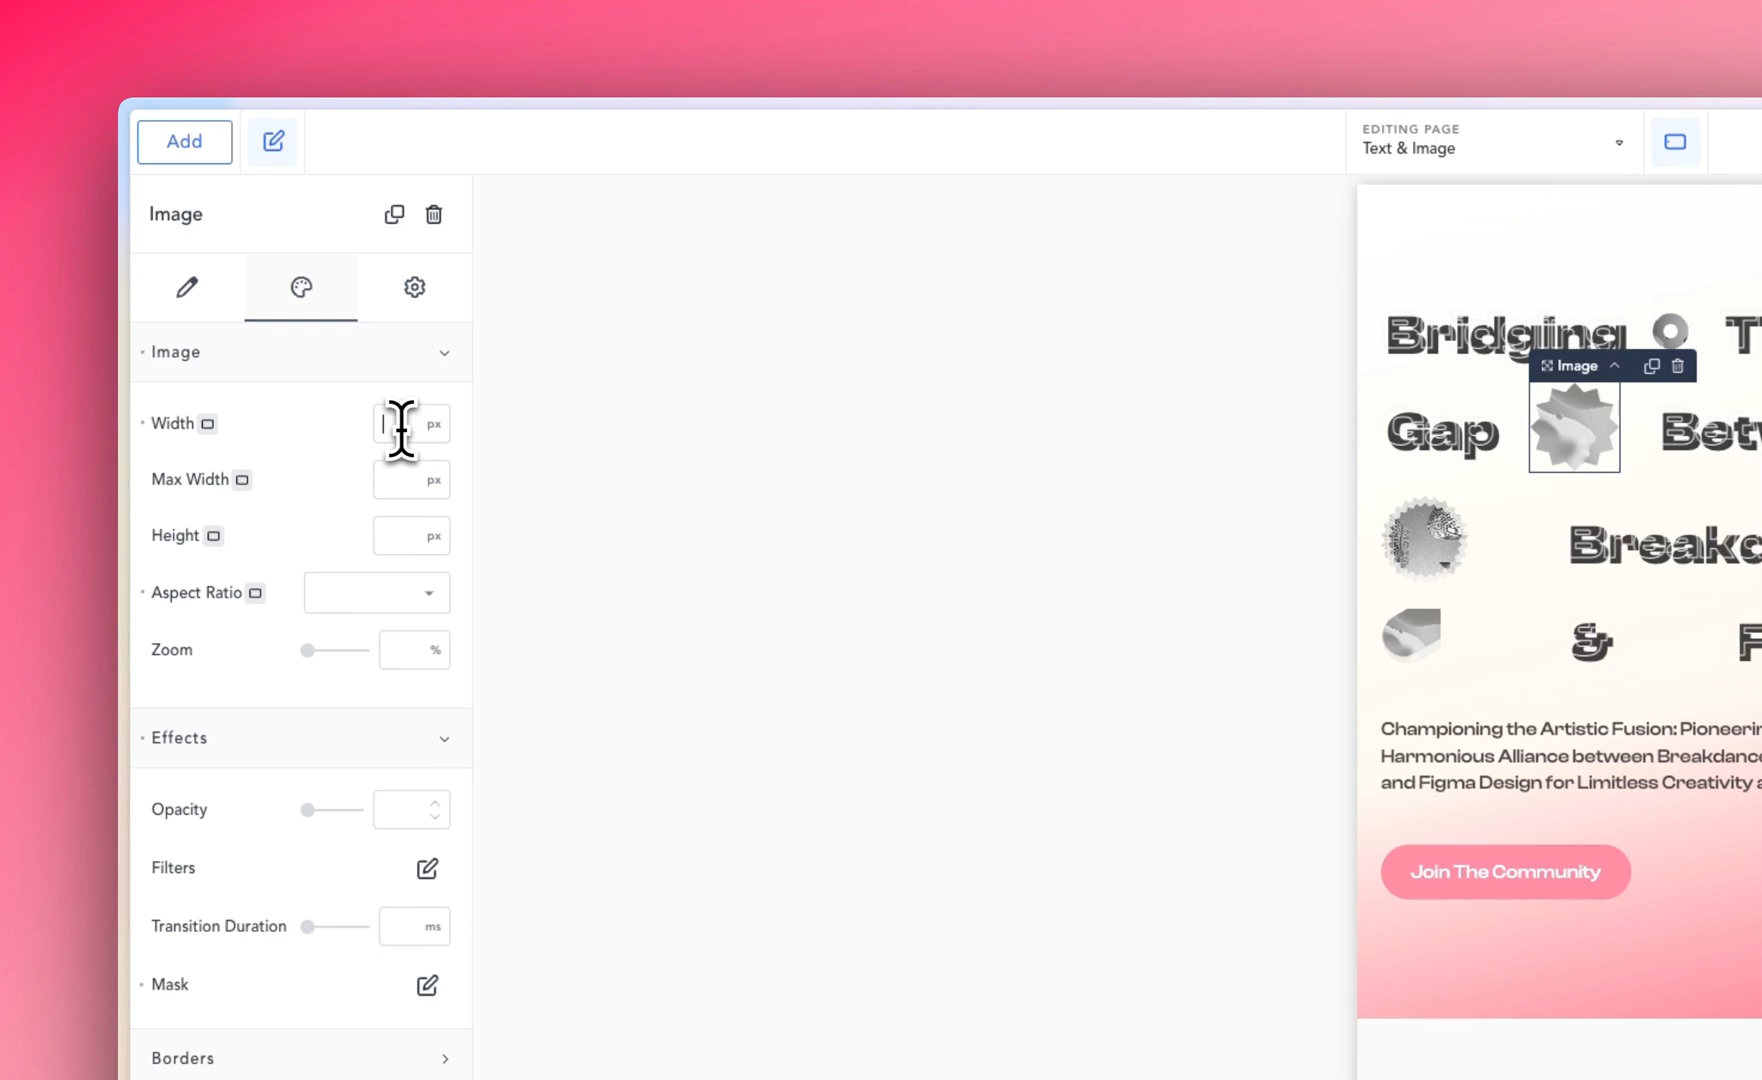 Add
EDITING PAGE
Text & Image
Image
Image
Width
px
Max Width
px
Height
px
Aspect Ratio
Zoom
%
Effects
Opacity
Filters
Transition Duration
ms
Mask
Borders
Bridging
Image
Gap
Breakd
&
Championing the Artistic Fusion:
Harmonious Alliance between Breakdance
and Figma Design for Limitless Creativity
Join The Community